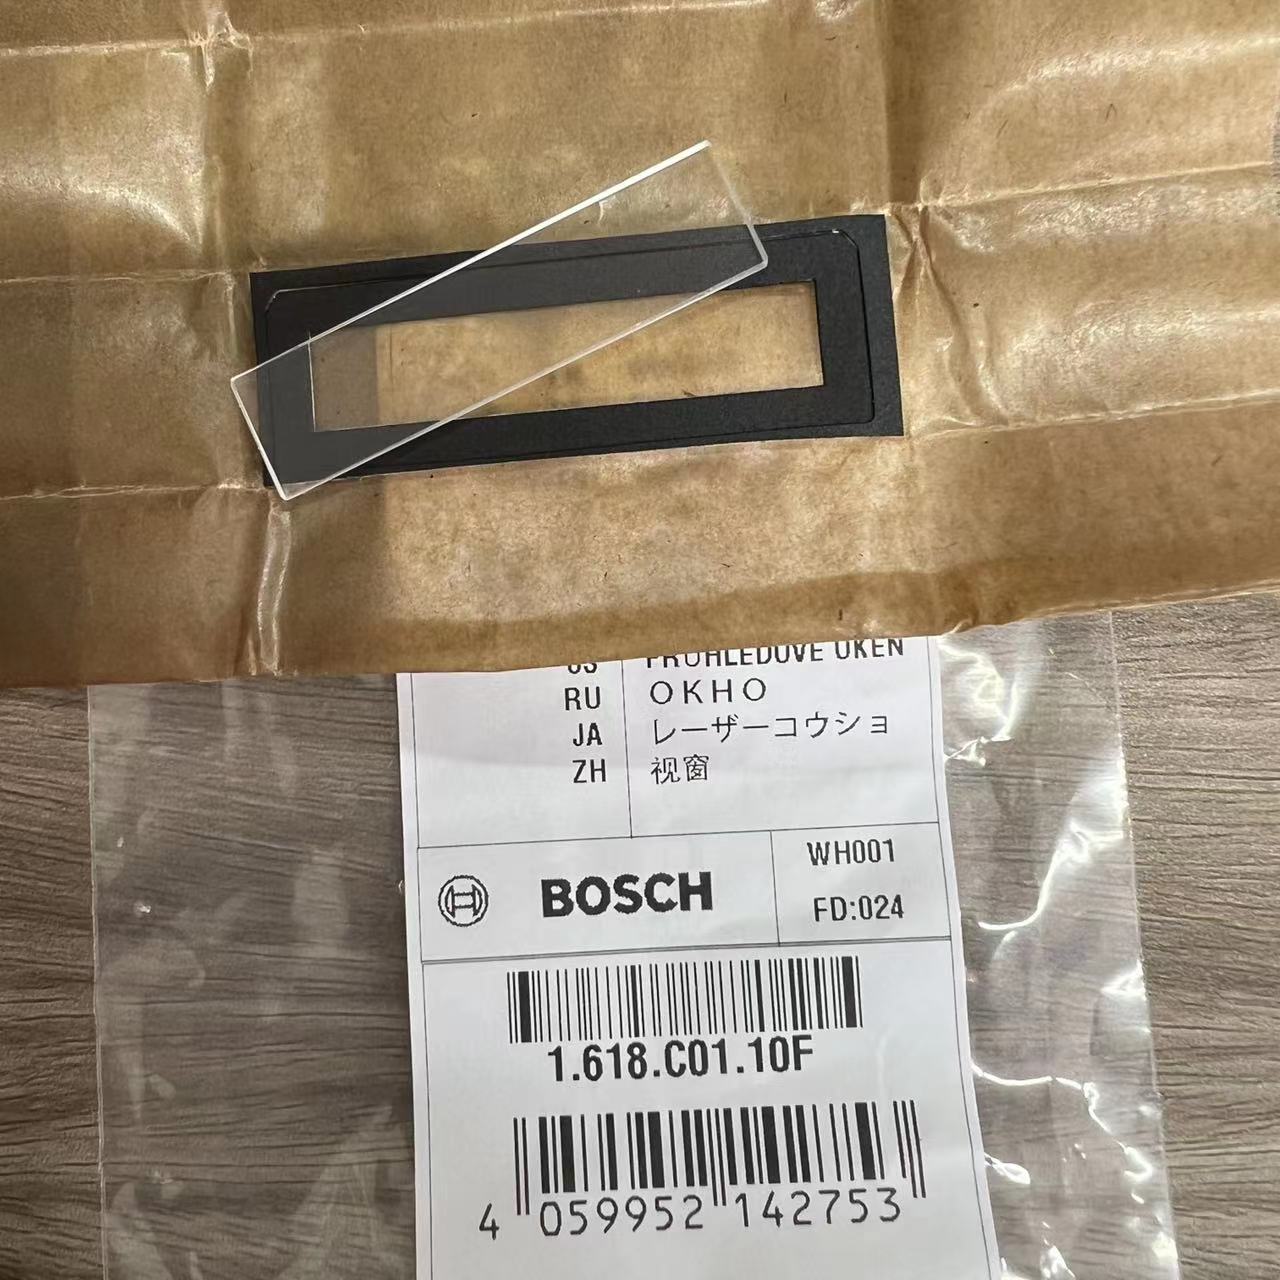 RU OKHO
JA レーザーコウショ
ZH 视窗
BOSCH
WH001
FD:024
1.618.C01.10F
4 059952 142753